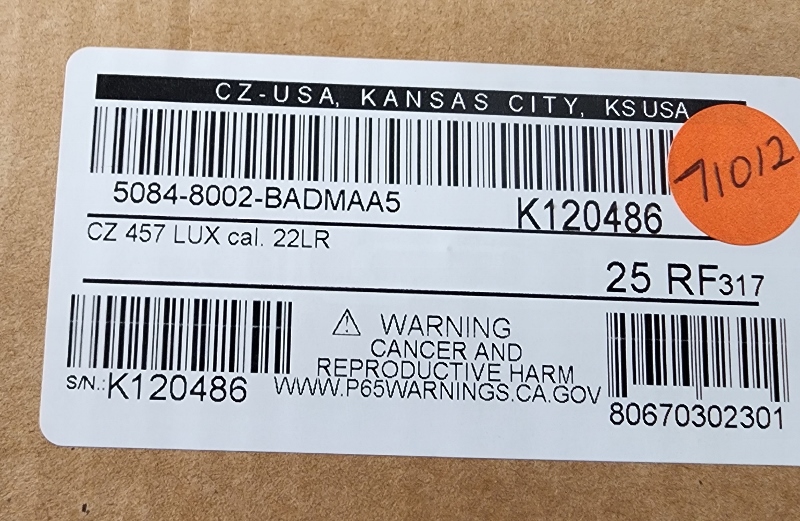 CZ-USA, KANSAS CITY, KS USA
71012
5084-8002-BADMAA5
K120486
CZ 457 LUX cal. 22LR
25 RF317
⚠ WARNING
CANCER AND
REPRODUCTIVE HARM
WWW.P65WARNINGS.CA.GOV
S/N.:K120486
80670302301